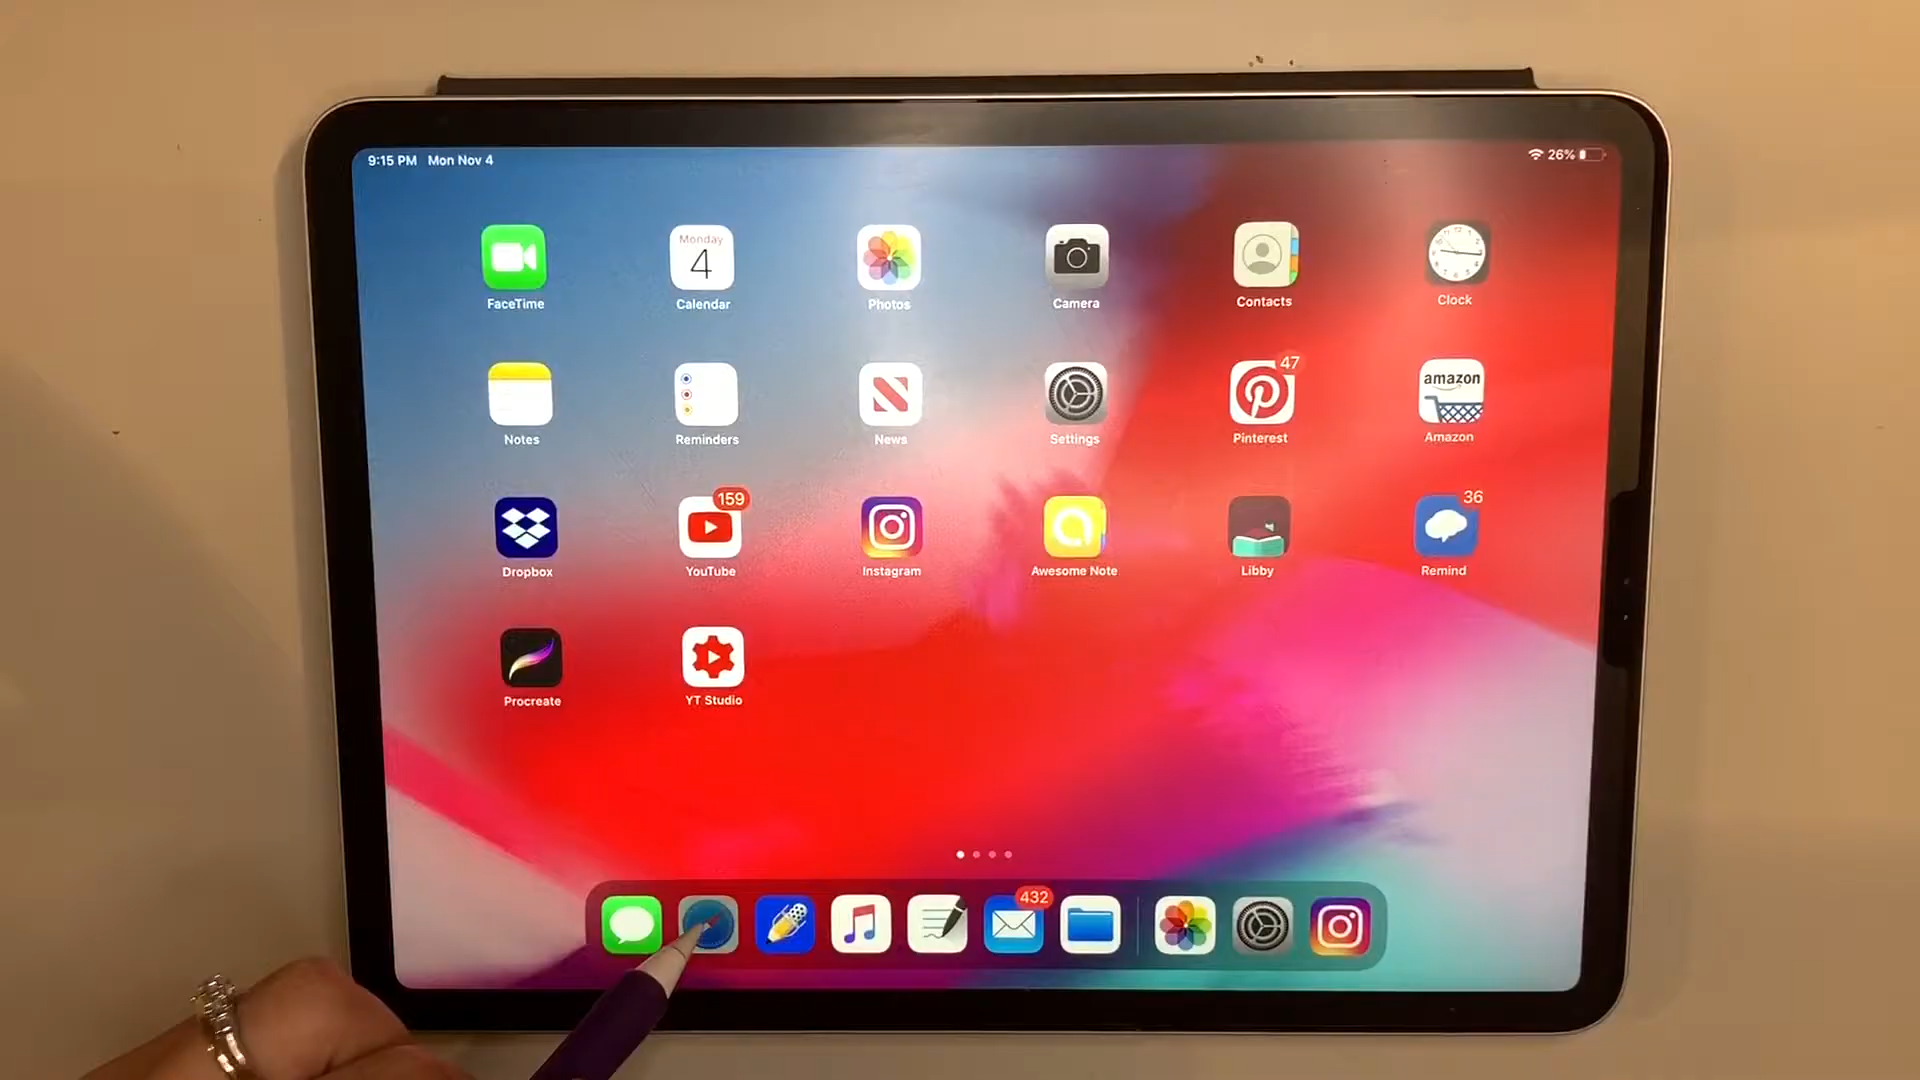 9:15 PM Mon Nov 4
26%
Monday
4
FaceTime
Calendar
Photos
Camera
Contacts
Clock
47
amazon
Notes
Reminders
News
Settings
Pinterest
Amazon
159
36
Dropbox
YouTube
Instagram
Awesome Note
Libby
Remind
Procreate
YT Studio
432